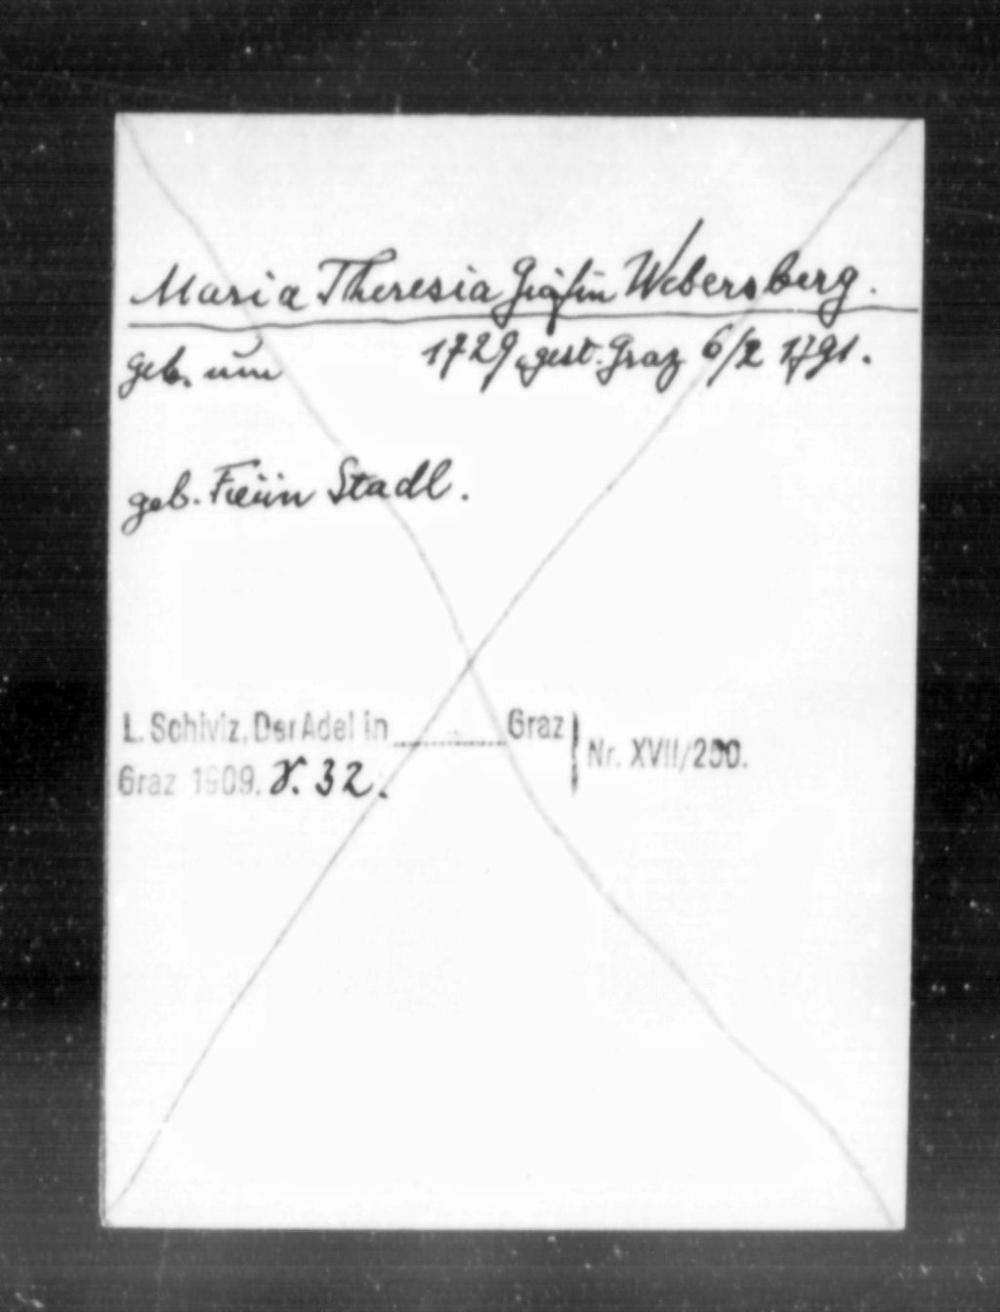 Maria Theresia Gräfin Webersberg.
geb. um 1729, gest. Graz 6/2 1791.
geb. Freiin Stadl.
L. Schiviz, Der Adel in ............ Graz
Graz 1909. S. 32.
Nr. XVII/200.